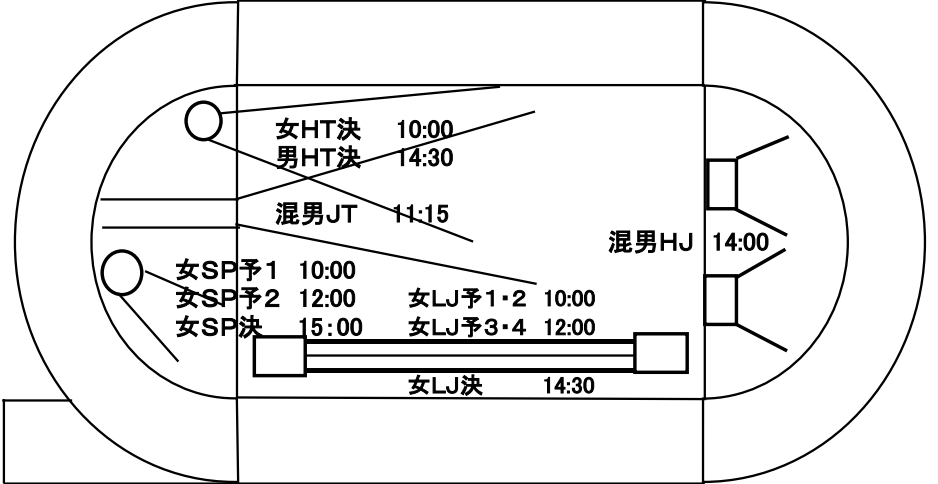 女HT決 10:00
男HT決 14:30
混男JT 11:15
混男HJ 14:00
女SP予1 10:00
女SP予2 12:00
女SP決 15:00
女LJ予1・2 10:00
女LJ予3・4 12:00
女LJ決 14:30